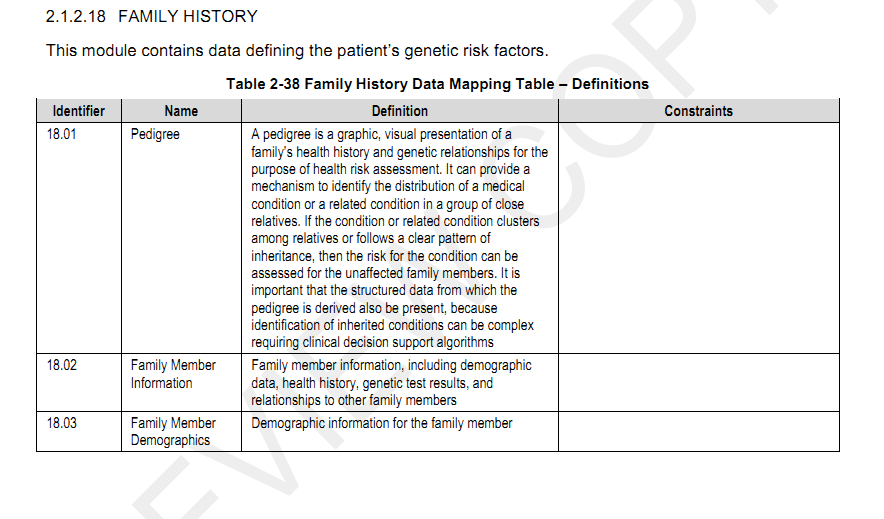 2.1.2.18 FAMILY HISTORY
This module contains data defining the patient's genetic risk factors.
Table 2-38 Family History Data Mapping Table – Definitions
Identifier Name Definition Constraints
18.01 Pedigree A pedigree is a graphic, visual presentation of a
family's health history and genetic relationships for the
purpose of health risk assessment. It can provide a
mechanism to identify the distribution of a medical
condition or a related condition in a group of close
relatives. If the condition or related condition clusters
among relatives or follows a clear pattern of
inheritance, then the risk for the condition can be
assessed for the unaffected family members. It is
important that the structured data from which the
pedigree is derived also be present, because
identification of inherited conditions can be complex
requiring clinical decision support algorithms
18.02 Family Member Information Family member information, including demographic
data, health history, genetic test results, and
relationships to other family members
18.03 Family Member Demographics Demographic information for the family member
EVIEW COPY